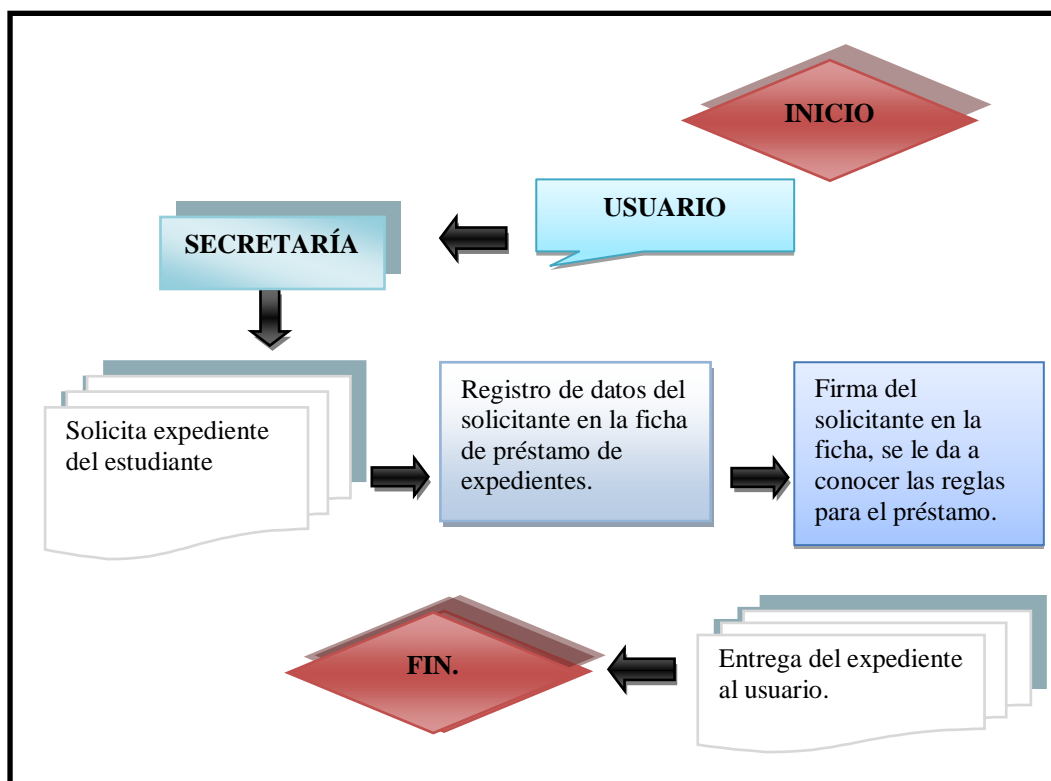 INICIO
USUARIO
SECRETARÍA
Solicita expediente
del estudiante
Registro de datos del
solicitante en la ficha
de préstamo de
expedientes.
Firma del
solicitante en la
ficha, se le da a
conocer las reglas
para el préstamo.
Entrega del expediente
al usuario.
FIN.